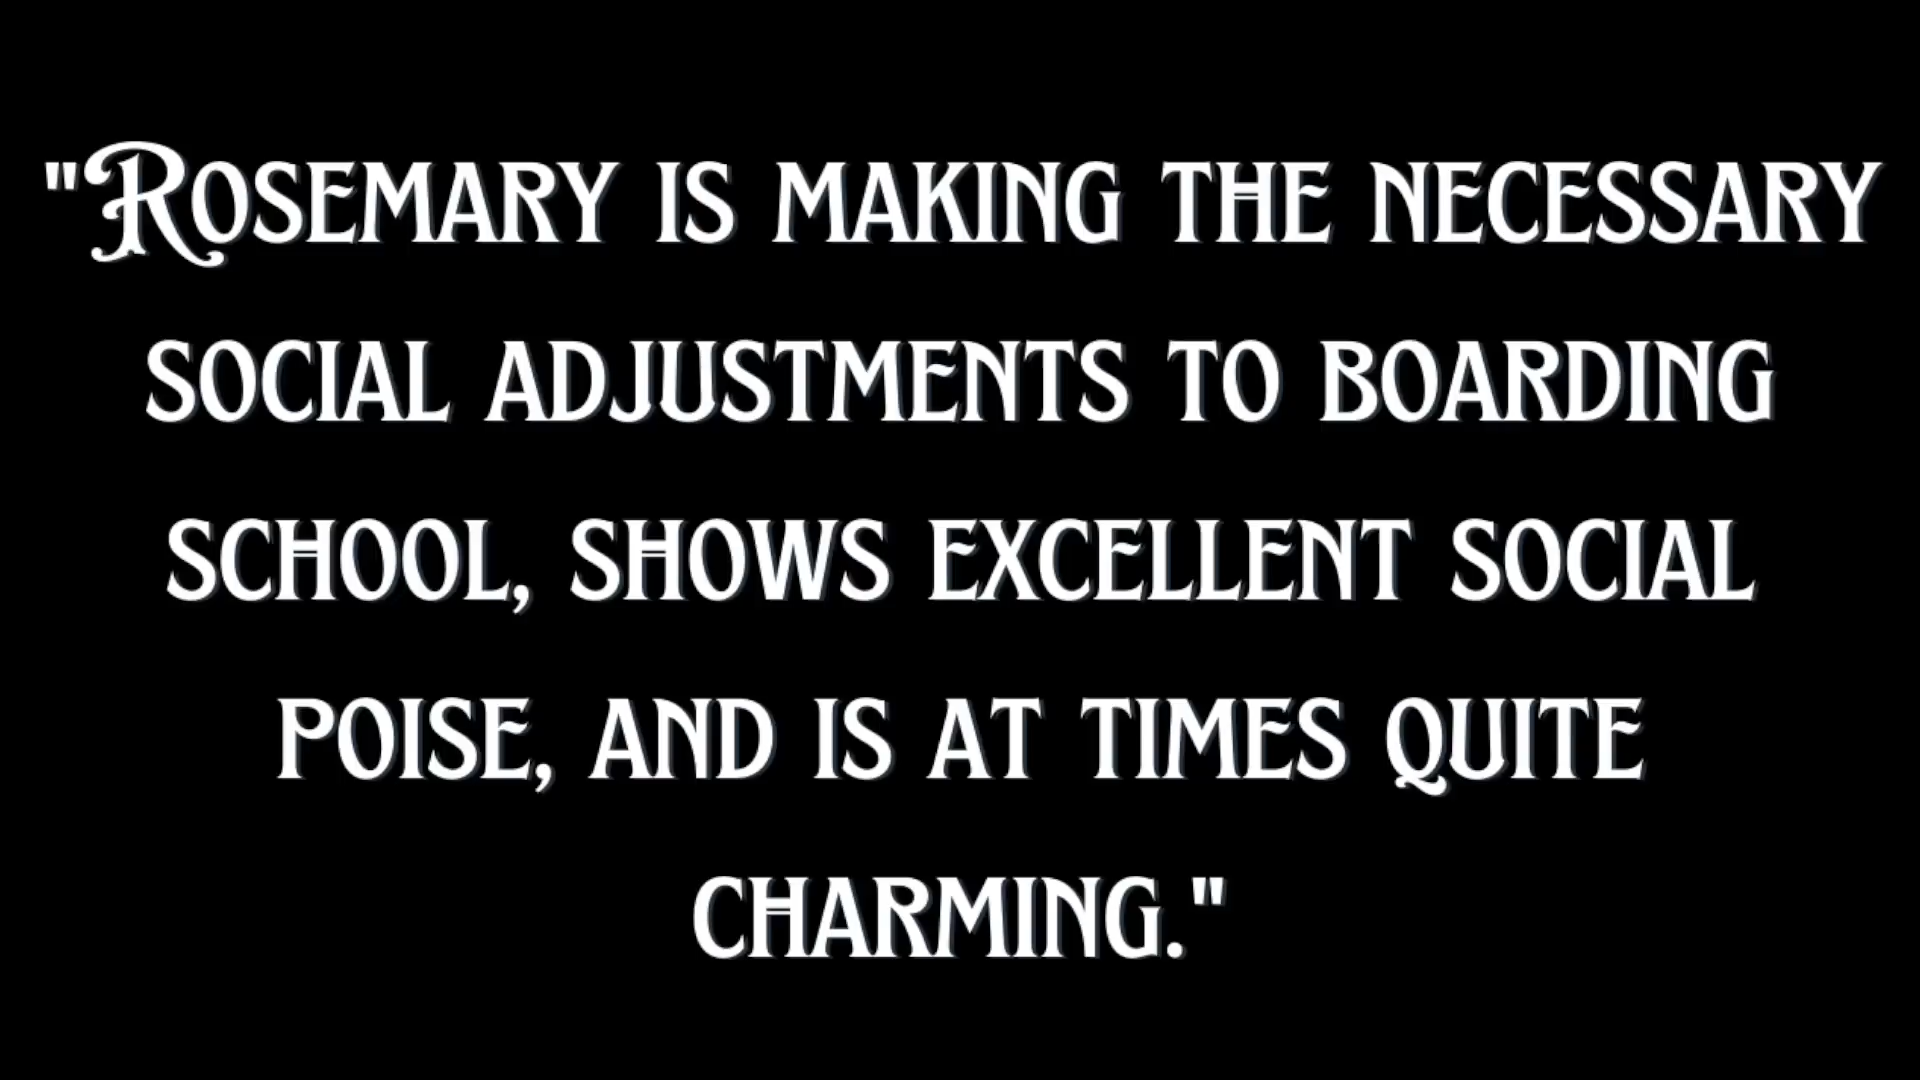 "Rosemary is making the necessary
social adjustments to boarding
school, shows excellent social
poise, and is at times quite
charming."